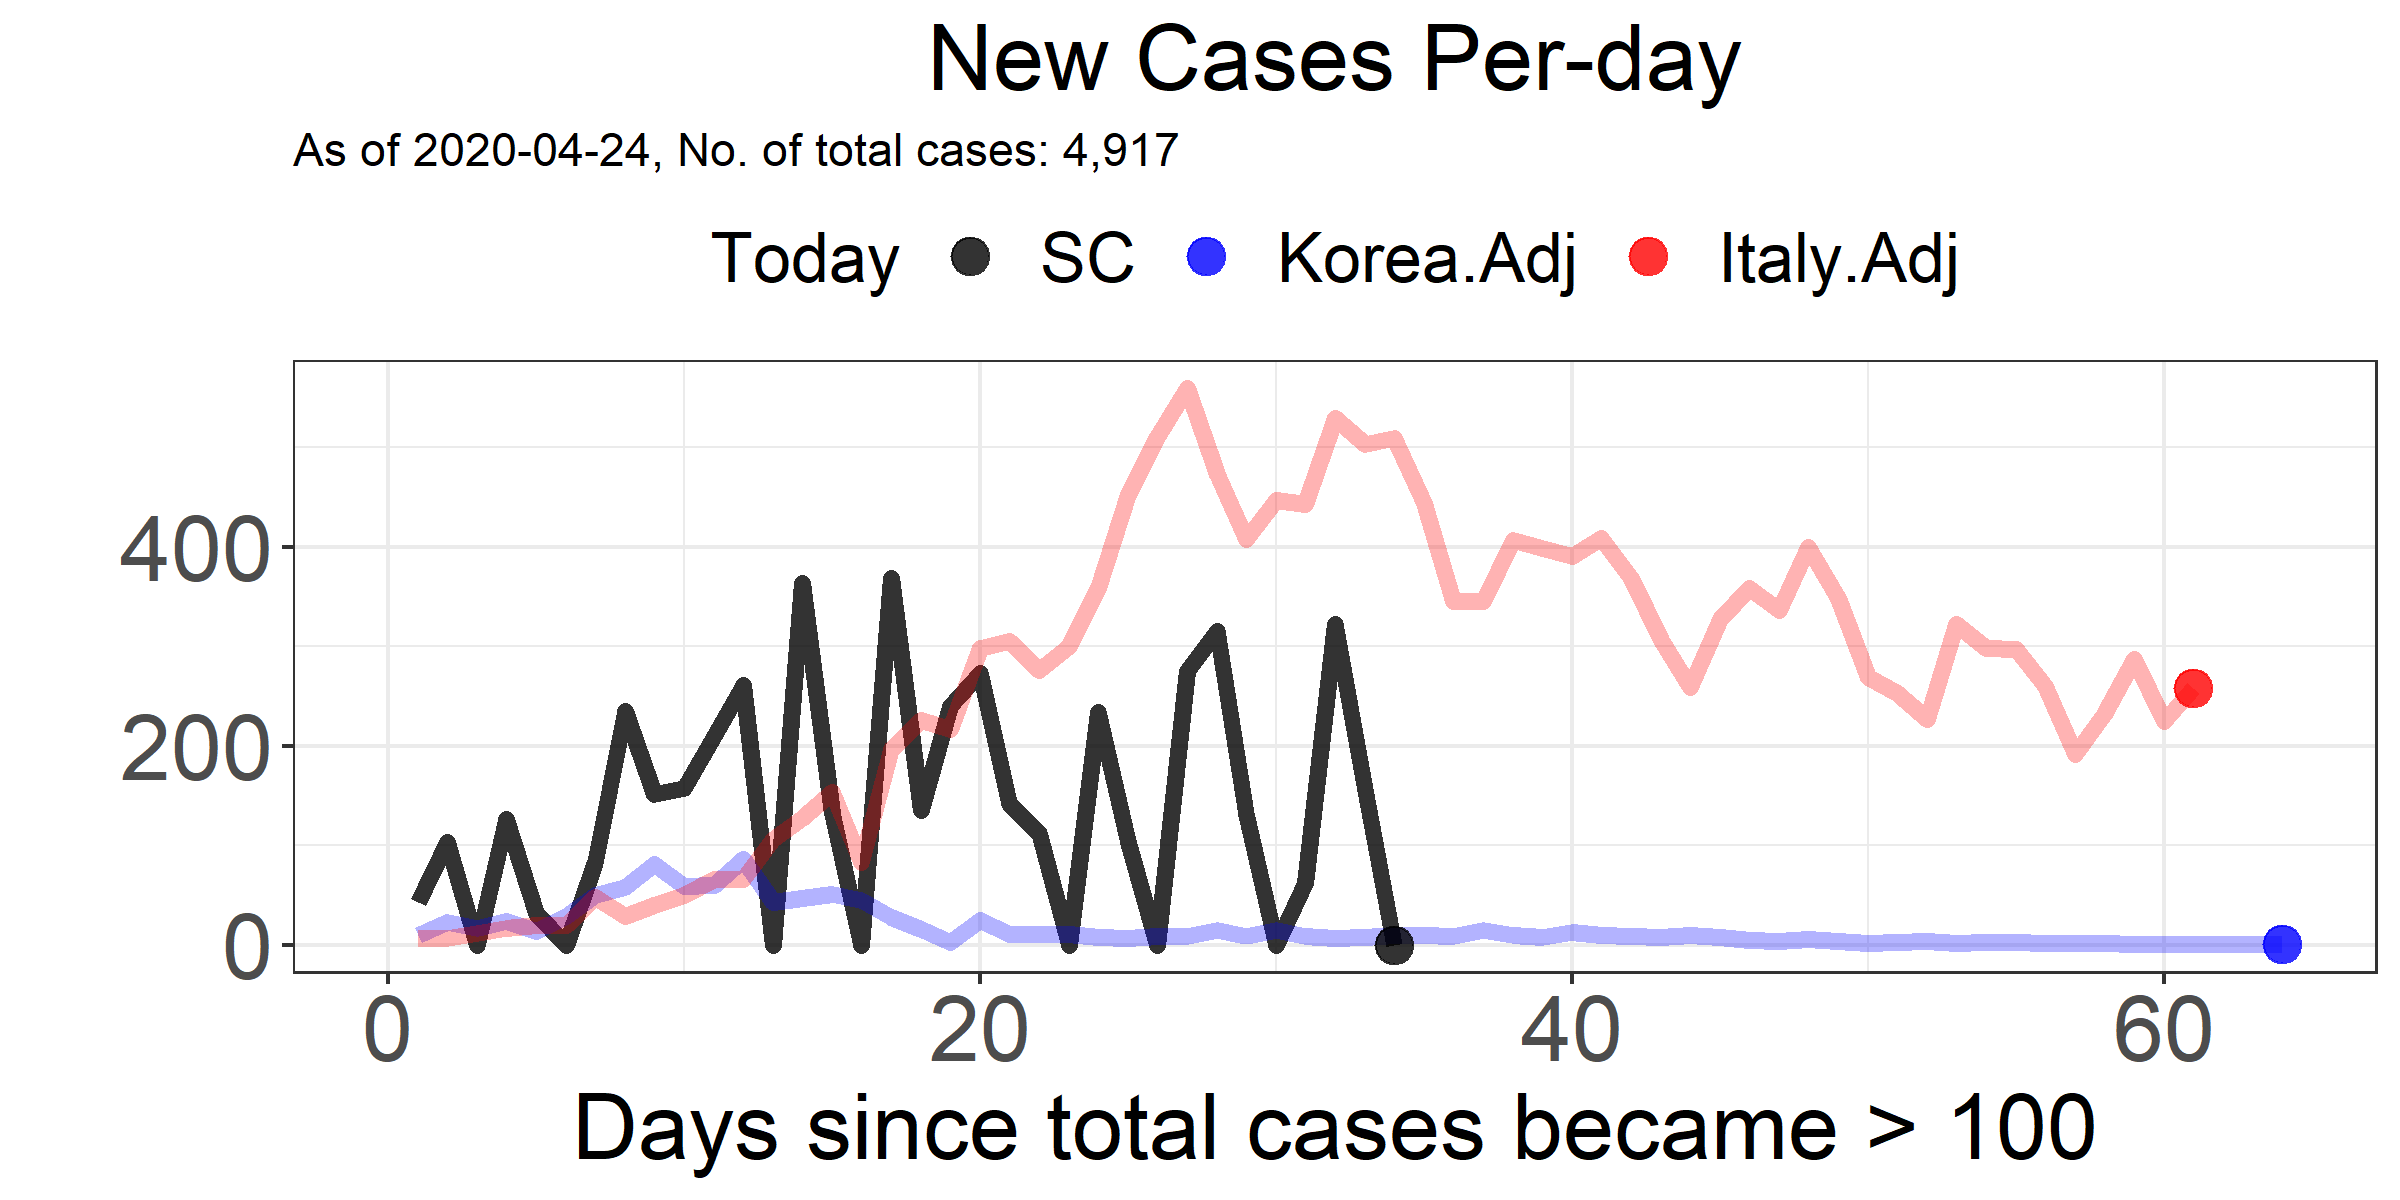 New Cases Per-day
As of 2020-04-24, No. of total cases: 4,917
Today SC Korea.Adj Italy.Adj
400
200
0
0 20 40 60
Days since total cases became > 100